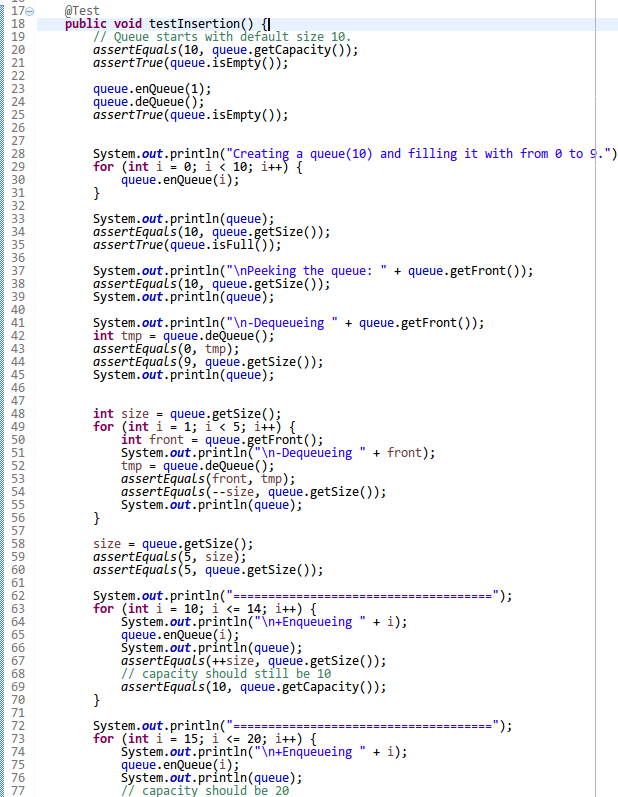 17 @Test
18 public void testInsertion() {
19 // Queue starts with default size 10.
20 assertEquals(10, queue.getCapacity());
21 assertTrue(queue.isEmpty());
22
23 queue.enQueue(1);
24 queue.deQueue();
25 assertTrue(queue.isEmpty());
26
27
28 System.out.println("Creating a queue(10) and filling it with from 0 to 9.")
29 for (int i = 0; i < 10; i++) {
30 queue.enQueue(i);
31 }
32
33 System.out.println(queue);
34 assertEquals(10, queue.getSize());
35 assertTrue(queue.isFull());
36
37 System.out.println("\nPeeking the queue: " + queue.getFront());
38 assertEquals(10, queue.getSize());
39 System.out.println(queue);
40
41 System.out.println("\n-Dequeueing " + queue.getFront());
42 int tmp = queue.deQueue();
43 assertEquals(0, tmp);
44 assertEquals(9, queue.getSize());
45 System.out.println(queue);
46
47
48 int size = queue.getSize();
49 for (int i = 1; i < 5; i++) {
50 int front = queue.getFront();
51 System.out.println("\n-Dequeueing " + front);
52 tmp = queue.deQueue();
53 assertEquals(front, tmp);
54 assertEquals(--size, queue.getSize());
55 System.out.println(queue);
56 }
57
58 size = queue.getSize();
59 assertEquals(5, size);
60 assertEquals(5, queue.getSize());
61
62 System.out.println("=====================================");
63 for (int i = 10; i <= 14; i++) {
64 System.out.println("\n+Enqueueing " + i);
65 queue.enQueue(i);
66 System.out.println(queue);
67 assertEquals(++size, queue.getSize());
68 // capacity should still be 10
69 assertEquals(10, queue.getCapacity());
70 }
71
72 System.out.println("=====================================");
73 for (int i = 15; i <= 20; i++) {
74 System.out.println("\n+Enqueueing " + i);
75 queue.enQueue(i);
76 System.out.println(queue);
77 // capacity should be 20